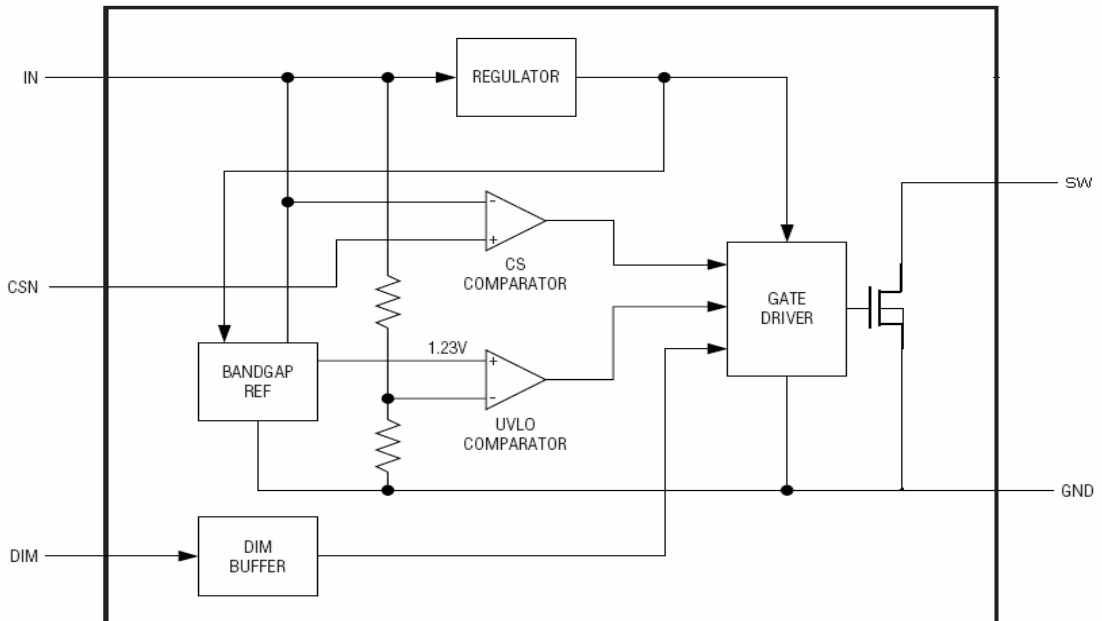 IN
REGULATOR
SW
-
+
CS
COMPARATOR
CSN
GATE
DRIVER
1.23V
BANDGAP
REF
+
-
UVLO
COMPARATOR
GND
DIM
DIM
BUFFER